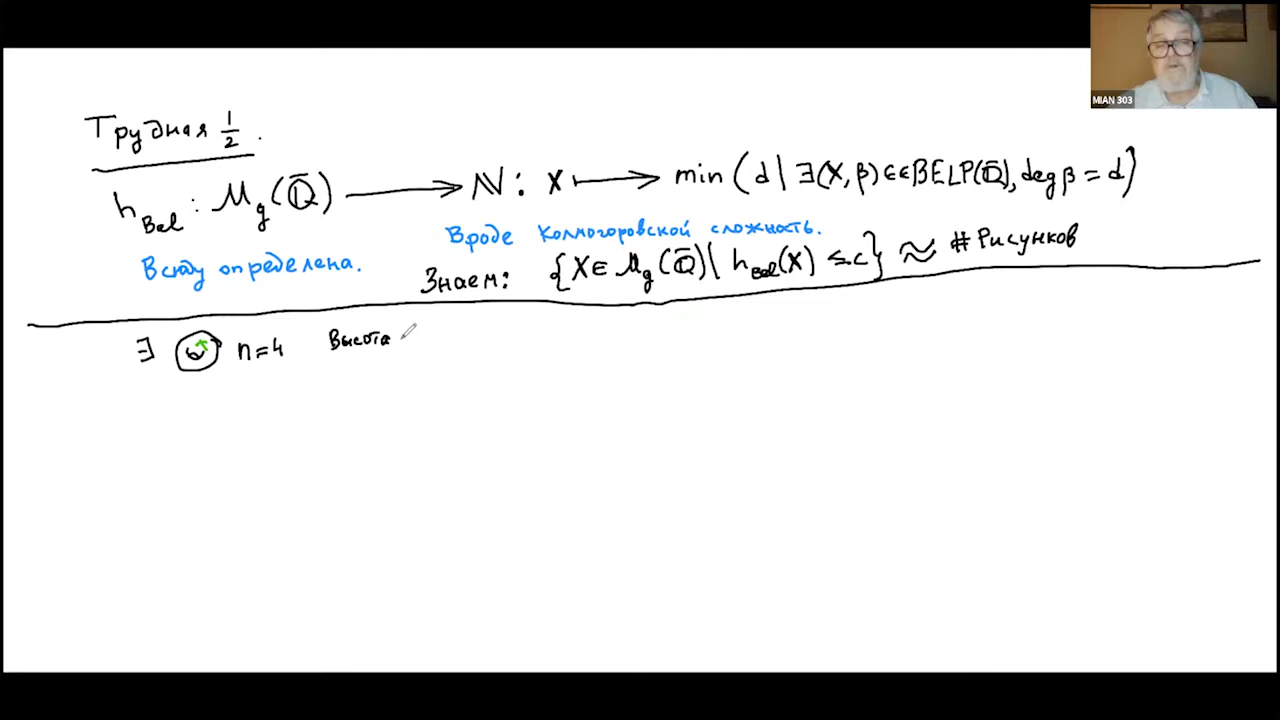 MIAN 303
Трудная 1/2.
h_Bel : M_g(Q̄) ⟶ ℕ : X ⟼ min(d | ∃(X, β) ∈ BELP(Q̄), deg β = d)
Вроде Колмогоровской сложность.
Всюду определена.
Знаем: {X ∈ M_g(Q̄) | h_Bel(X) ≤ c} ≈ # Рисунков
∃ n=4 Высота